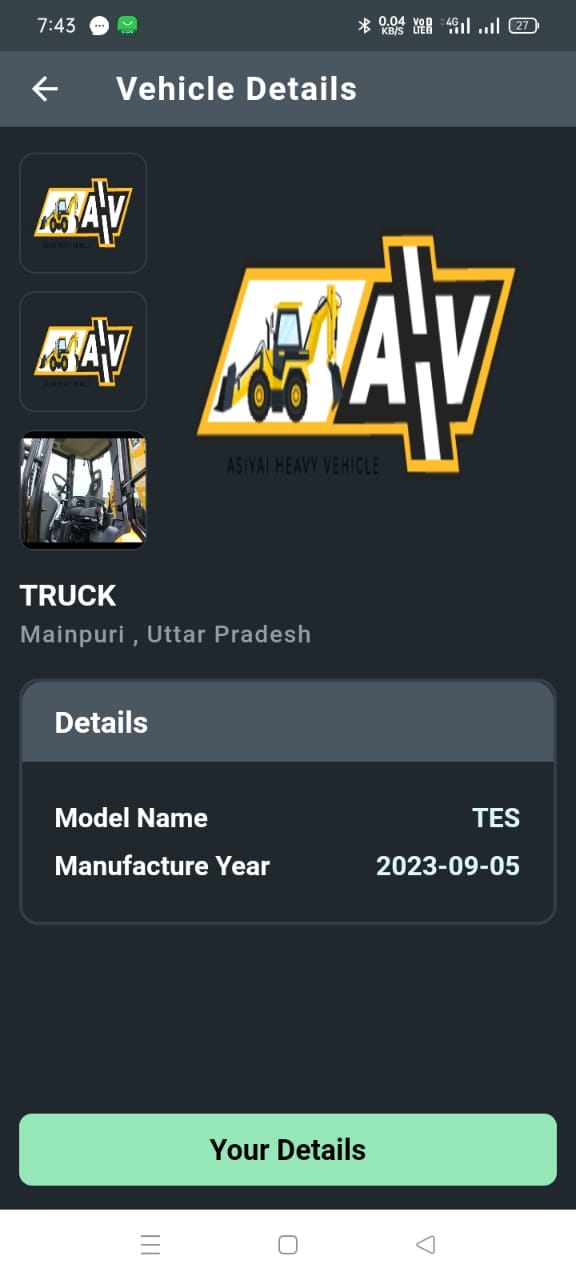 7:43
0.04 KB/S
Vo LTE
4G
27
Vehicle Details
AHV
AHV
AHV
ASIYAI HEAVY VEHICLE
TRUCK
Mainpuri , Uttar Pradesh
Details
Model Name TES
Manufacture Year 2023-09-05
Your Details